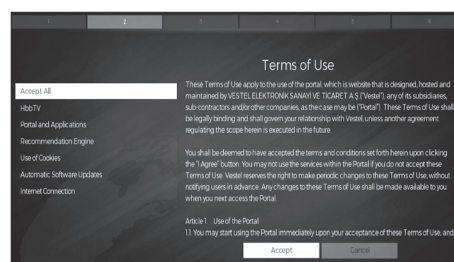 1 2 3 4 5 6
Terms of Use
Accept All
HbbTV
Portal and Applications
Recommendation Engine
Use of Cookies
Automatic Software Updates
Internet Connection
These Terms of Use apply to the use of the portal, which is website that is designed, hosted and
maintained by VESTEL ELEKTRONİK SANAYİ VE TİCARET A.Ş ("Vestel"), any of its subsidiaries,
sub-contractors and/or other companies, as the case may be ("Portal"). These Terms of Use shall
be legally binding and shall govern your relationship with Vestel, unless another agreement
regulating the scope herein is executed in the future.
You shall be deemed to have accepted the terms and conditions set forth herein upon clicking
the "I Agree" button. You may not use the services within the Portal if you do not accept these
Terms of Use. Vestel reserves the right to make periodic changes to these Terms of Use, without
notifying users in advance. Any changes to these Terms of Use shall be made available to you
when you next access the Portal.
Article 1. Use of the Portal
1.1. You may start using the Portal immediately upon your acceptance of these Terms of Use, and
Accept Cancel